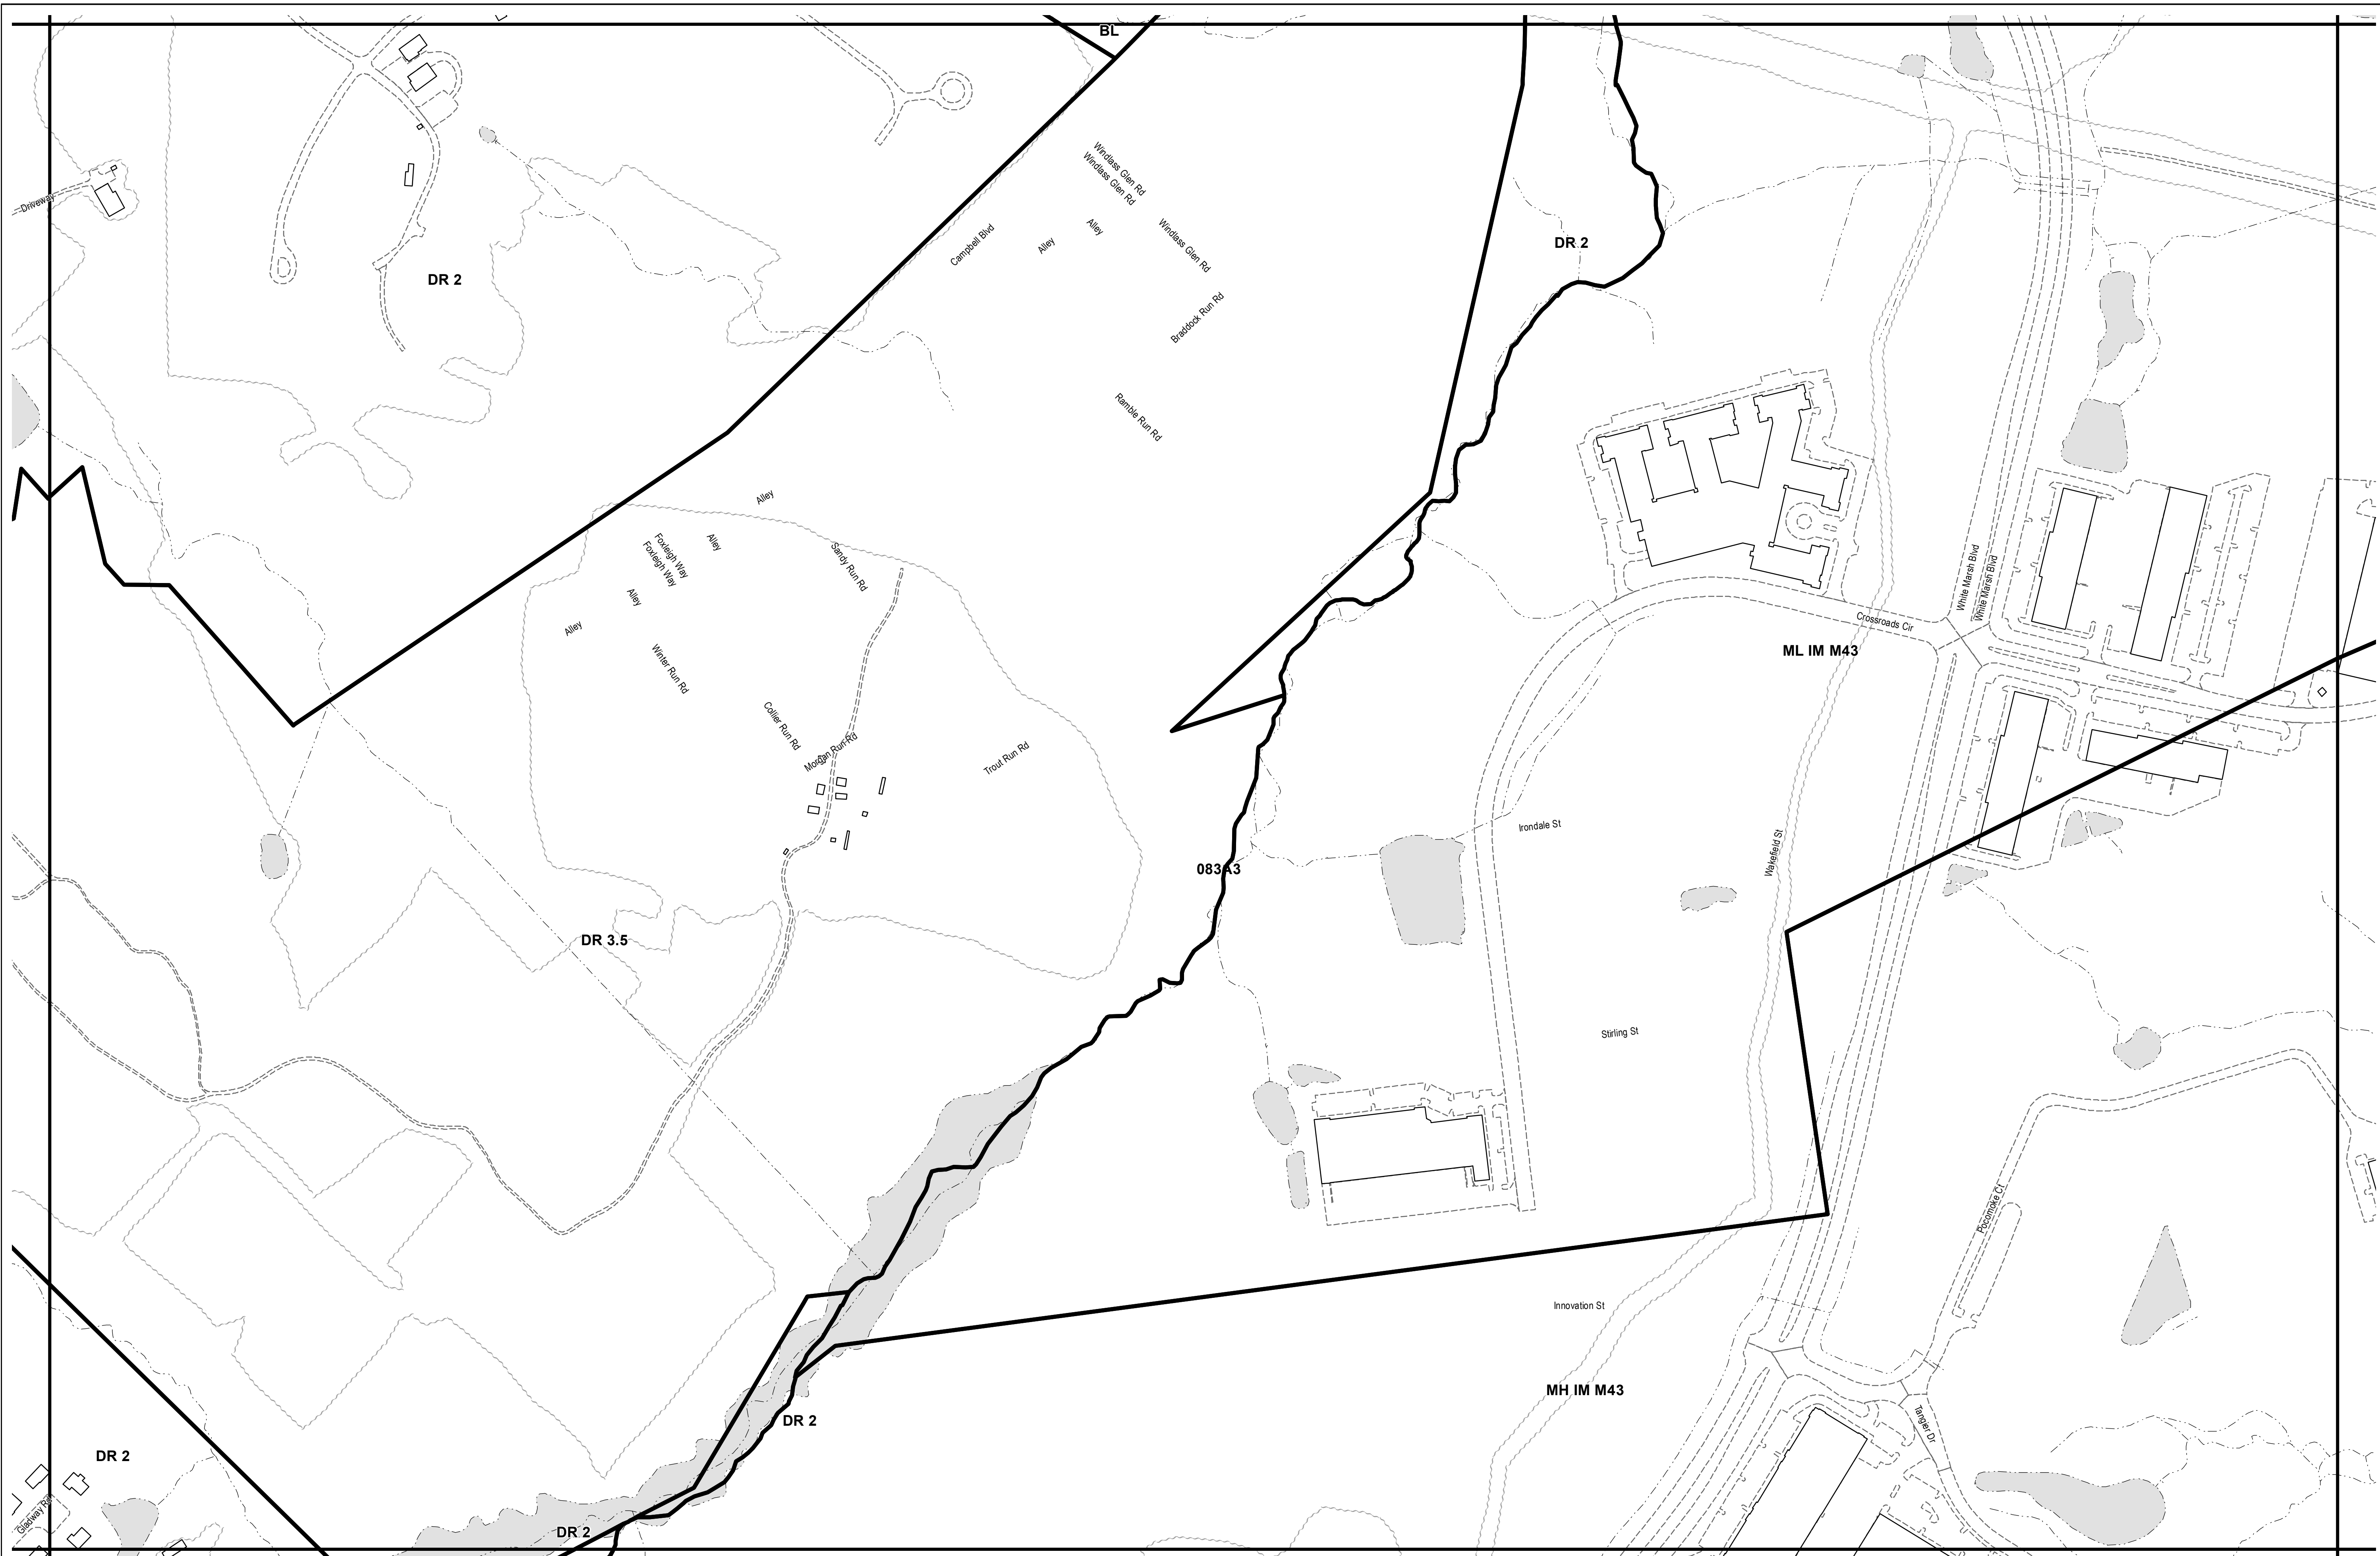 BL
Windlass Glen Rd
Windlass Glen Rd
Driveway
Campbell Blvd
Alley
Alley
Windlass Glen Rd
DR 2
DR 2
Braddock Run Rd
Ramble Run Rd
Alley
Foxleigh Way
Foxleigh Way
Alley
Sandy Run Rd
White Marsh Blvd
White Marsh Blvd
Alley
Alley
Crossroads Cir
ML IM M43
Winter Run Rd
Collier Run Rd
Morgan Run Rd
Trout Run Rd
Irondale St
Wakefield St
083A3
DR 3.5
Stirling St
Pocomoke Ct
Innovation St
MH IM M43
DR 2
Tangier Dr
DR 2
Gladway Rd
DR 2